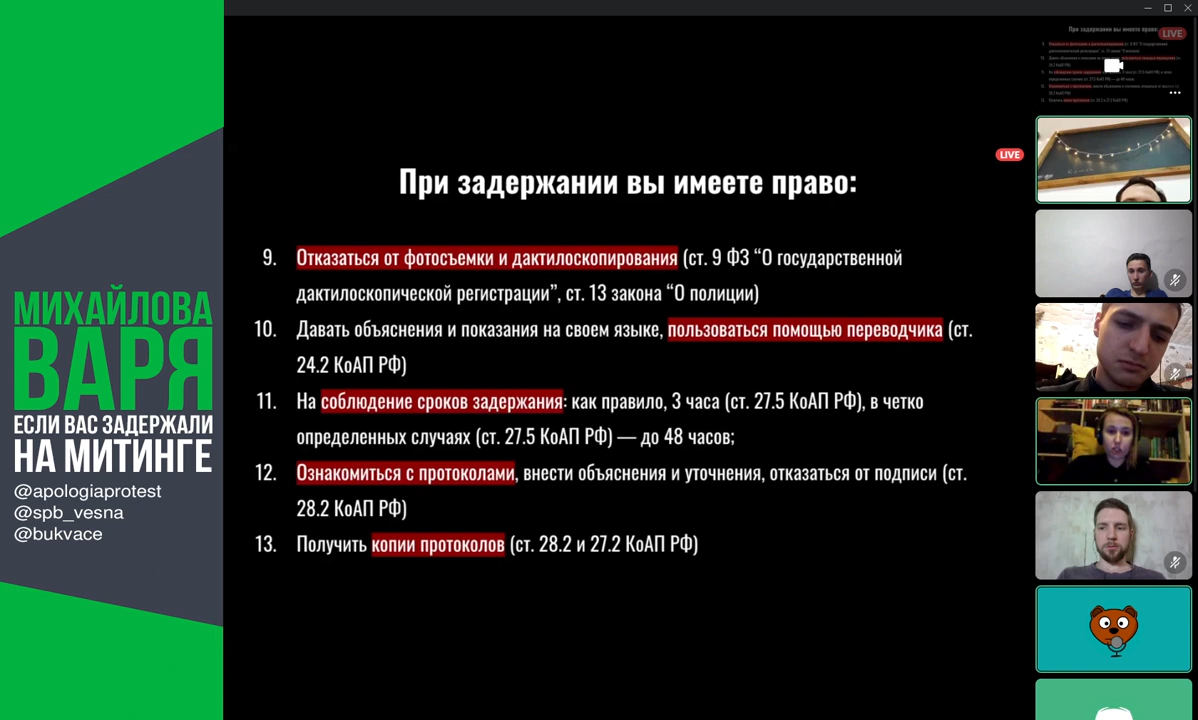 МИХАЙЛОВА
ВАРЯ
ЕСЛИ ВАС ЗАДЕРЖАЛИ
НА МИТИНГЕ
@apologiaprotest
@spb_vesna
@bukvace
При задержании вы имеете право:
9. Отказаться от фотосъемки и дактилоскопирования (ст. 9 ФЗ “О государственной
дактилоскопической регистрации”, ст. 13 закона “О полиции)
10. Давать объяснения и показания на своем языке, пользоваться помощью переводчика (ст.
24.2 КоАП РФ)
11. На соблюдение сроков задержания: как правило, 3 часа (ст. 27.5 КоАП РФ), в четко
определенных случаях (ст. 27.5 КоАП РФ) — до 48 часов;
12. Ознакомиться с протоколами, внести объяснения и уточнения, отказаться от подписи (ст.
28.2 КоАП РФ)
13. Получить копии протоколов (ст. 28.2 и 27.2 КоАП РФ)
LIVE
При задержании вы имеете право:
LIVE